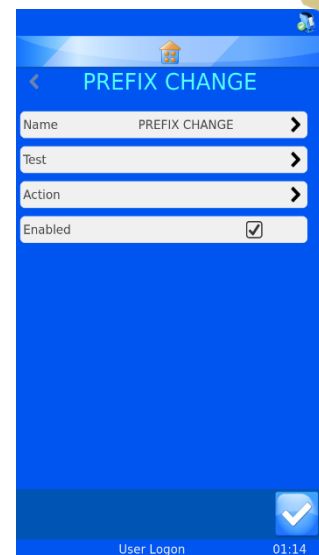 PREFIX CHANGE
Name PREFIX CHANGE
Test
Action
Enabled
User Logon 01:14